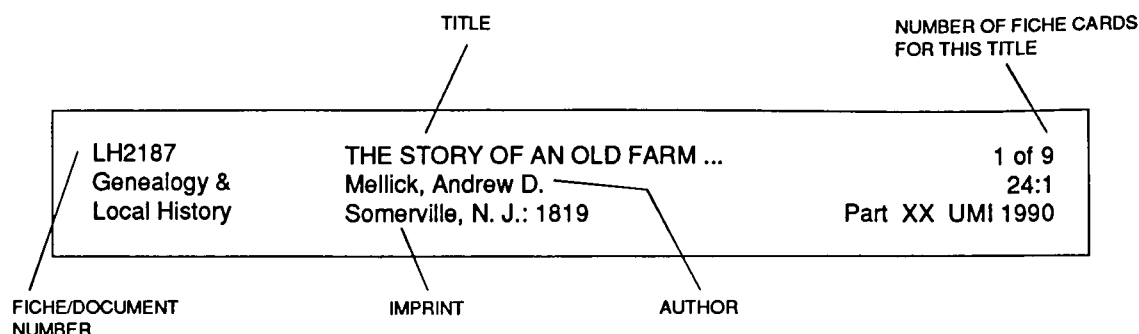 TITLE
NUMBER OF FICHE CARDS
FOR THIS TITLE
LH2187
Genealogy &
Local History
THE STORY OF AN OLD FARM ...
Mellick, Andrew D.
Somerville, N. J.: 1819
1 of 9
24:1
Part XX UMI 1990
FICHE/DOCUMENT
NUMBER
IMPRINT
AUTHOR